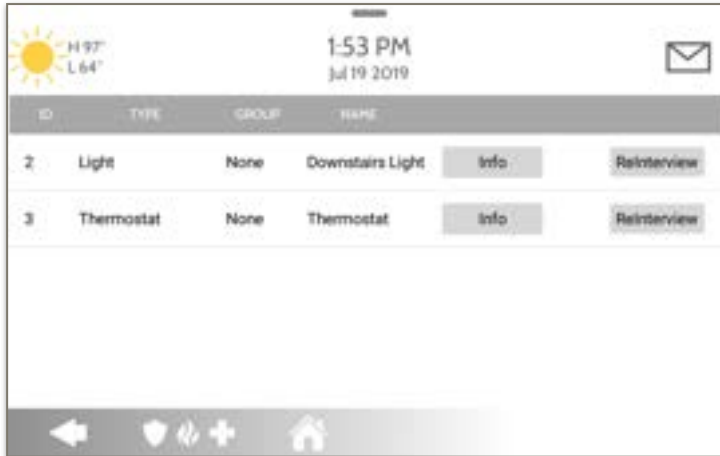 H 97°
L 64°
1:53 PM
Jul 19 2019
ID TYPE GROUP NAME
2 Light None Downstairs Light Info ReInterview
3 Thermostat None Thermostat Info ReInterview